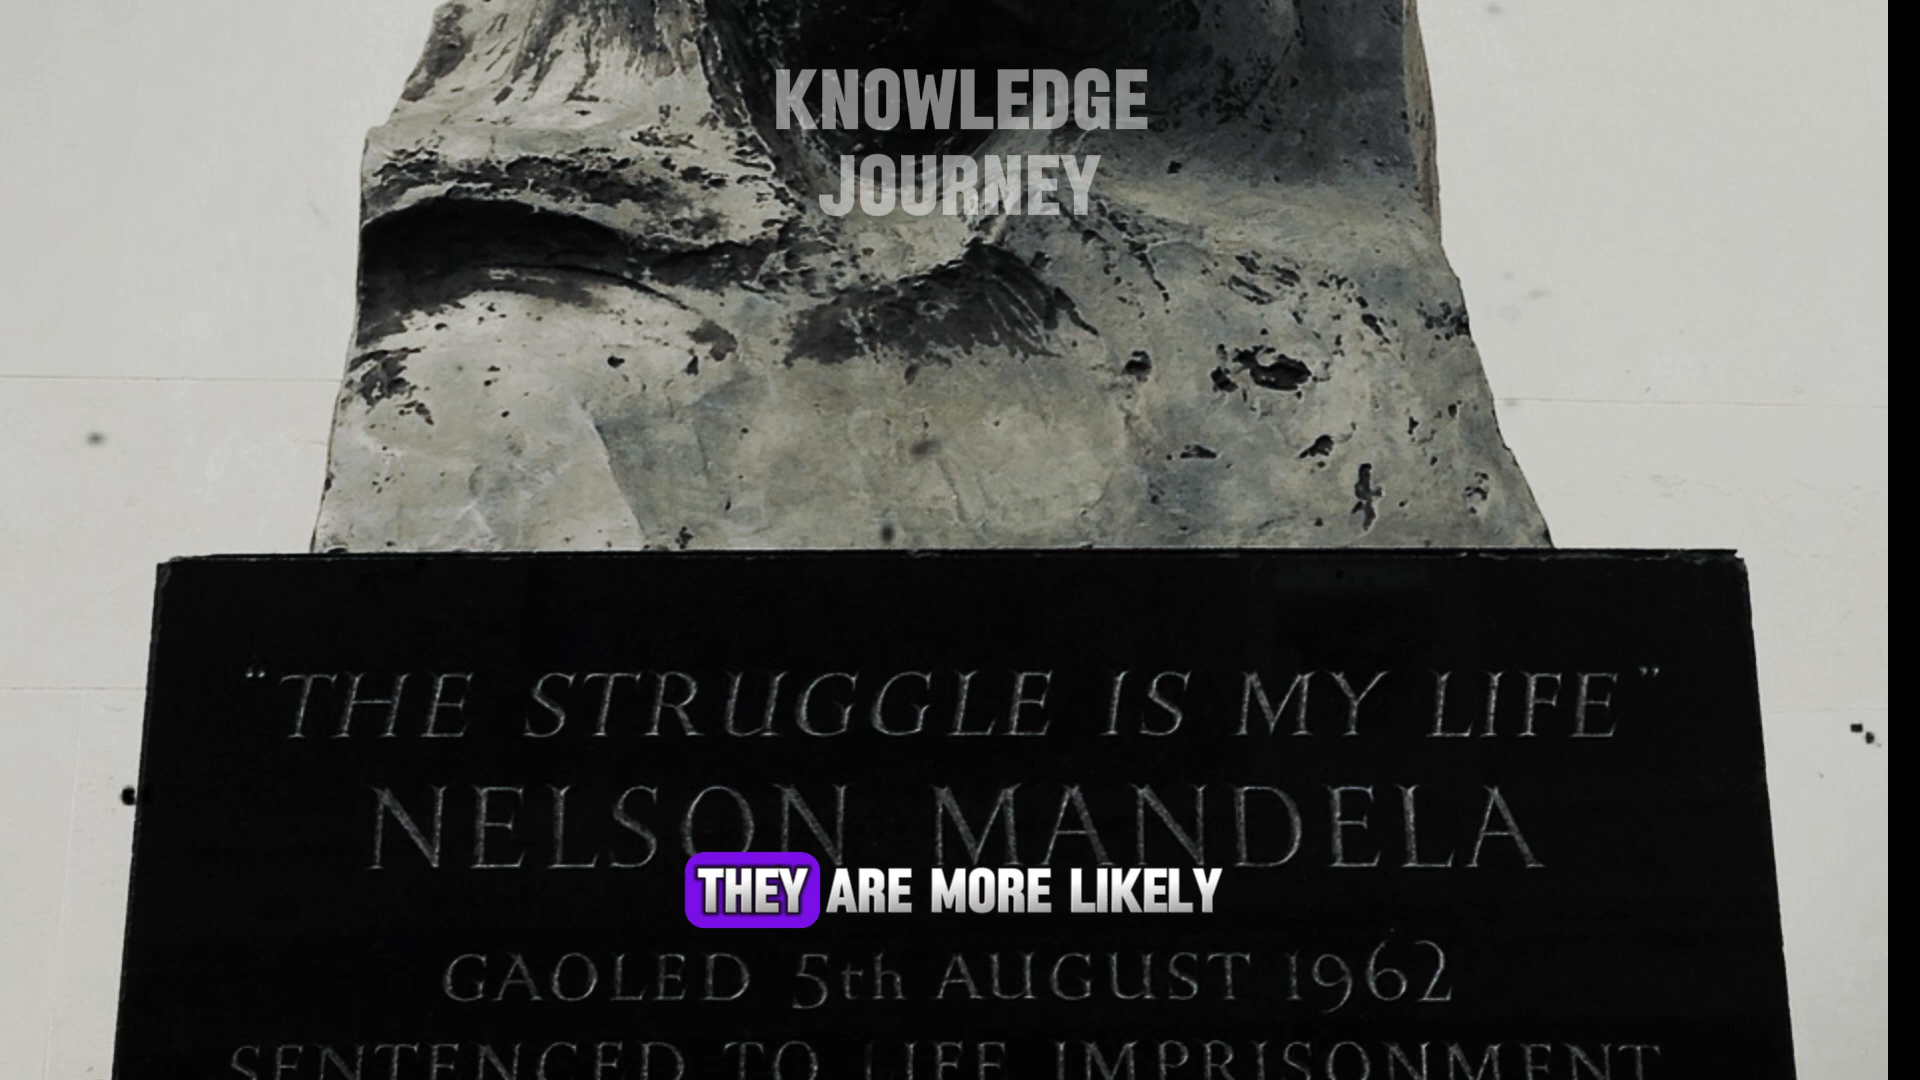 KNOWLEDGE
JOURNEY
"THE STRUGGLE IS MY LIFE"
NELSON MANDELA
THEY ARE MORE LIKELY
GAOLED 5th AUGUST 1962
SENTENCED TO LIFE IMPRISONMENT